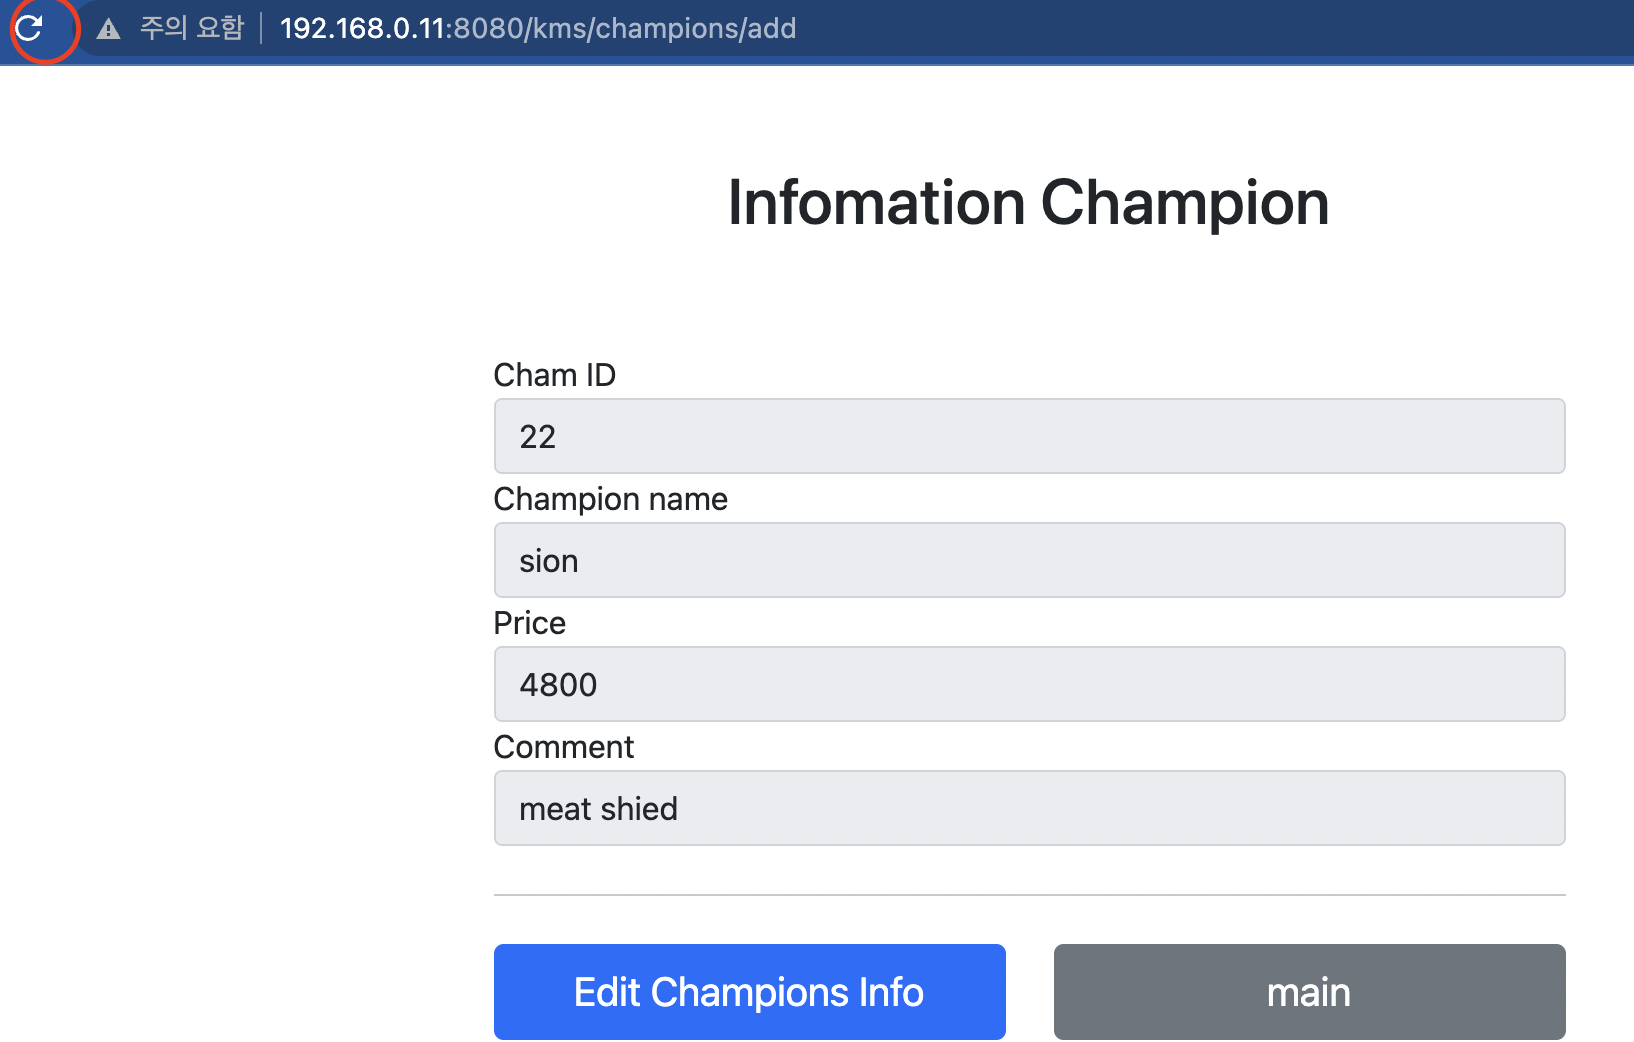 주의 요함 192.168.0.11:8080/kms/champions/add
Infomation Champion
Cham ID
22
Champion name
sion
Price
4800
Comment
meat shied
Edit Champions Info main